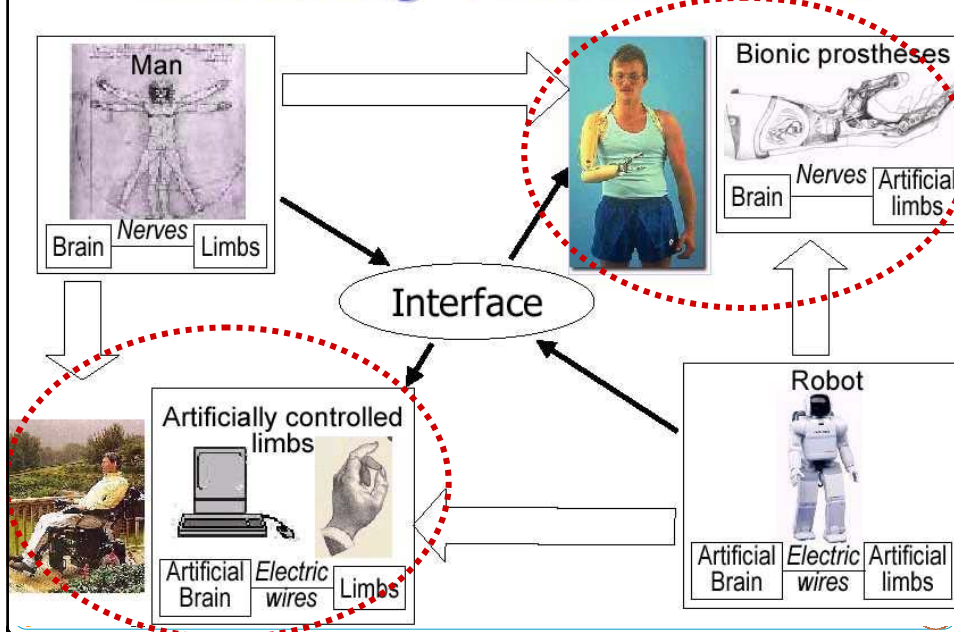 Man
Brain
Nerves
Limbs
Bionic prostheses
Brain
Nerves
Artificial
limbs
Interface
Artificially controlled
limbs
Artificial
Brain
Electric
wires
Limbs
Robot
Artificial
Brain
Electric
wires
Artificial
limbs